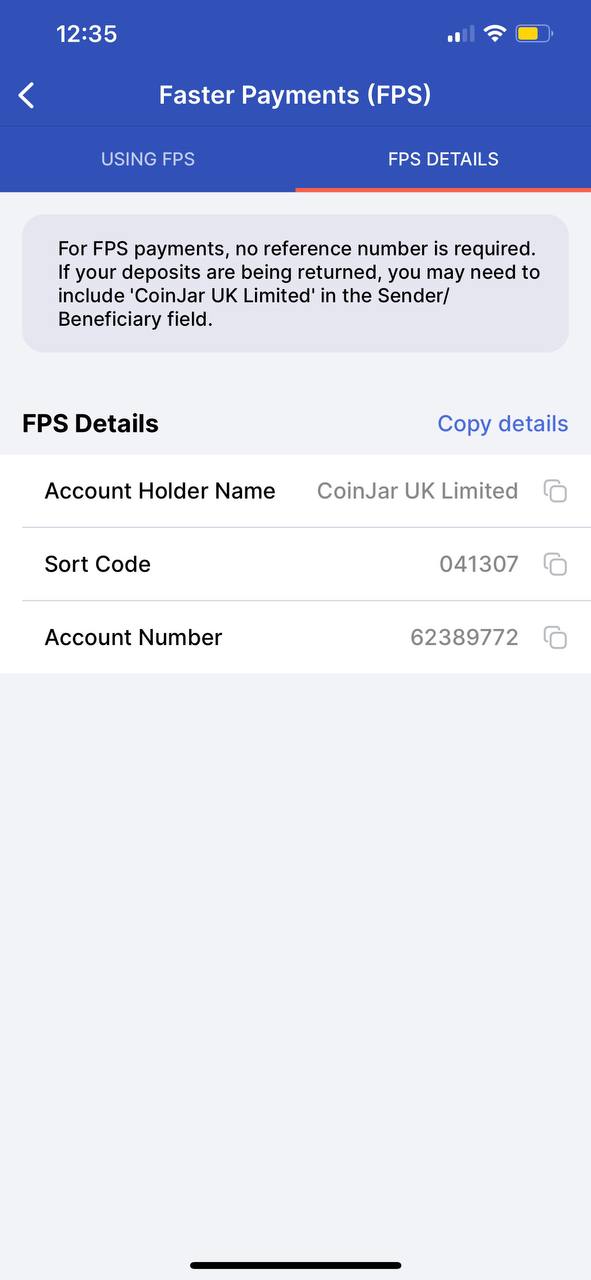 12:35
Faster Payments (FPS)
USING FPS
FPS DETAILS
For FPS payments, no reference number is required.
If your deposits are being returned, you may need to
include 'CoinJar UK Limited' in the Sender/
Beneficiary field.
FPS Details
Copy details
Account Holder Name CoinJar UK Limited
Sort Code 041307
Account Number 62389772